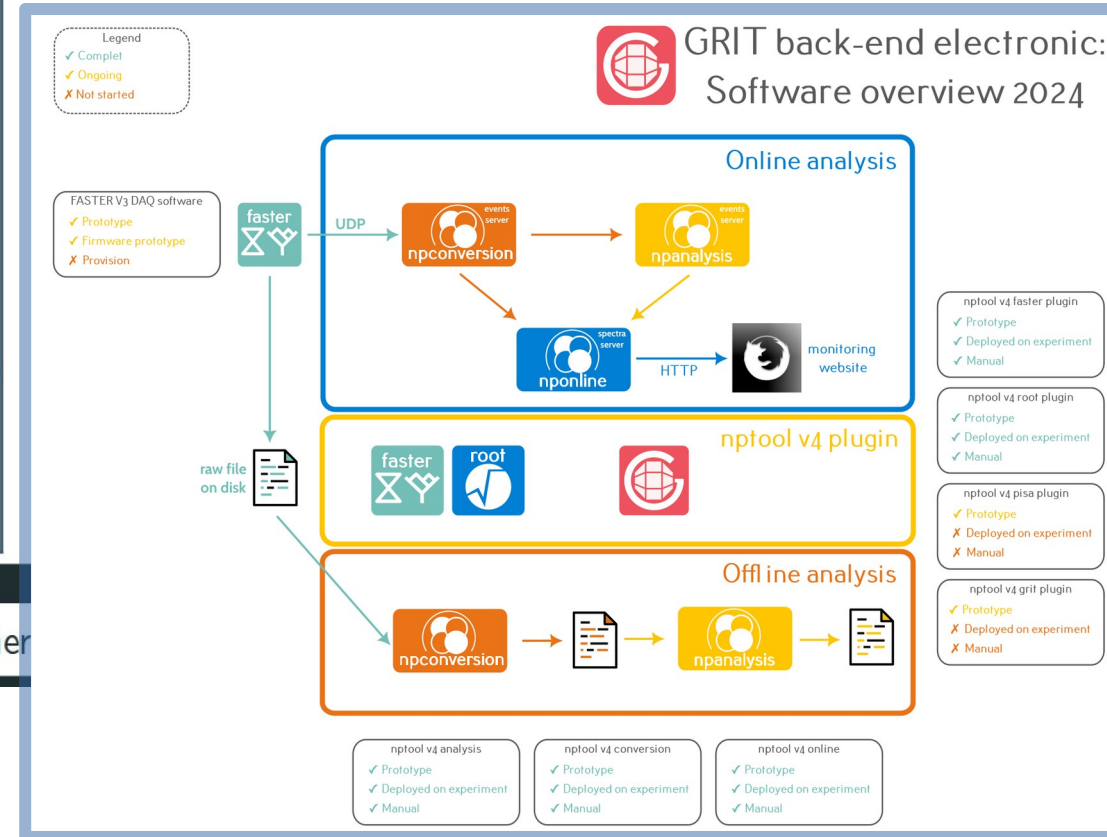 GRIT back-end electronic:
Software overview 2024
Legend
✓ Complet
✓ Ongoing
✗ Not started
Online analysis
FASTER V3 DAQ software
✓ Prototype
✓ Firmware prototype
✗ Provision
faster
UDP
events
server
npconversion
events
server
npanalysis
spectra
server
nponline
HTTP
monitoring
website
raw file
on disk
nptool v4 plugin
faster
root
Offline analysis
npconversion
npanalysis
nptool v4 faster plugin
✓ Prototype
✓ Deployed on experiment
✓ Manual
nptool v4 root plugin
✓ Prototype
✓ Deployed on experiment
✓ Manual
nptool v4 pisa plugin
✓ Prototype
✗ Deployed on experiment
✗ Manual
nptool v4 grit plugin
✓ Prototype
✗ Deployed on experiment
✗ Manual
nptool v4 analysis
✓ Prototype
✓ Deployed on experiment
✓ Manual
nptool v4 conversion
✓ Prototype
✓ Deployed on experiment
✓ Manual
nptool v4 online
✓ Prototype
✓ Deployed on experiment
✓ Manual